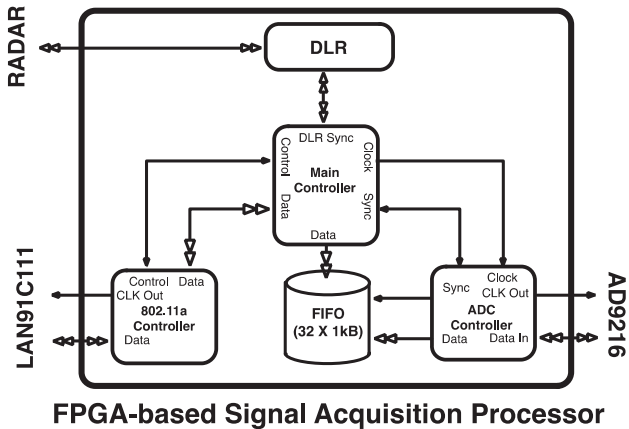 RADAR
DLR
DLR Sync
Control
Clock
Main
Controller
Data
Sync
Data
LAN91C111
Control Data
CLK Out
802.11a
Controller
Data
FIFO
(32 X 1kB)
Clock
Sync
CLK Out
ADC
Controller
Data
Data In
AD9216
FPGA-based Signal Acquisition Processor